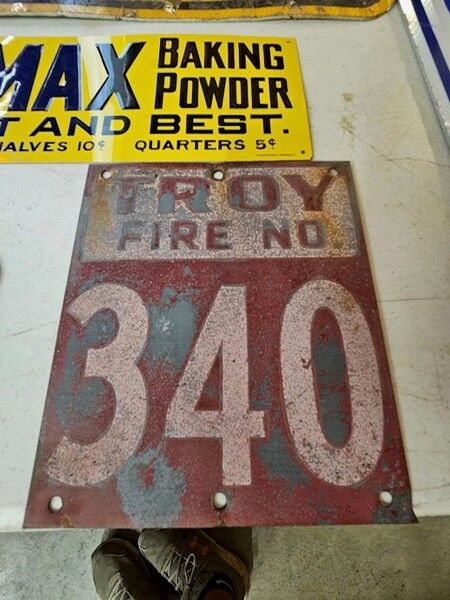 MAX BAKING
POWDER
T AND BEST.
HALVES 10¢ QUARTERS 5¢
TROY
FIRE NO.
340